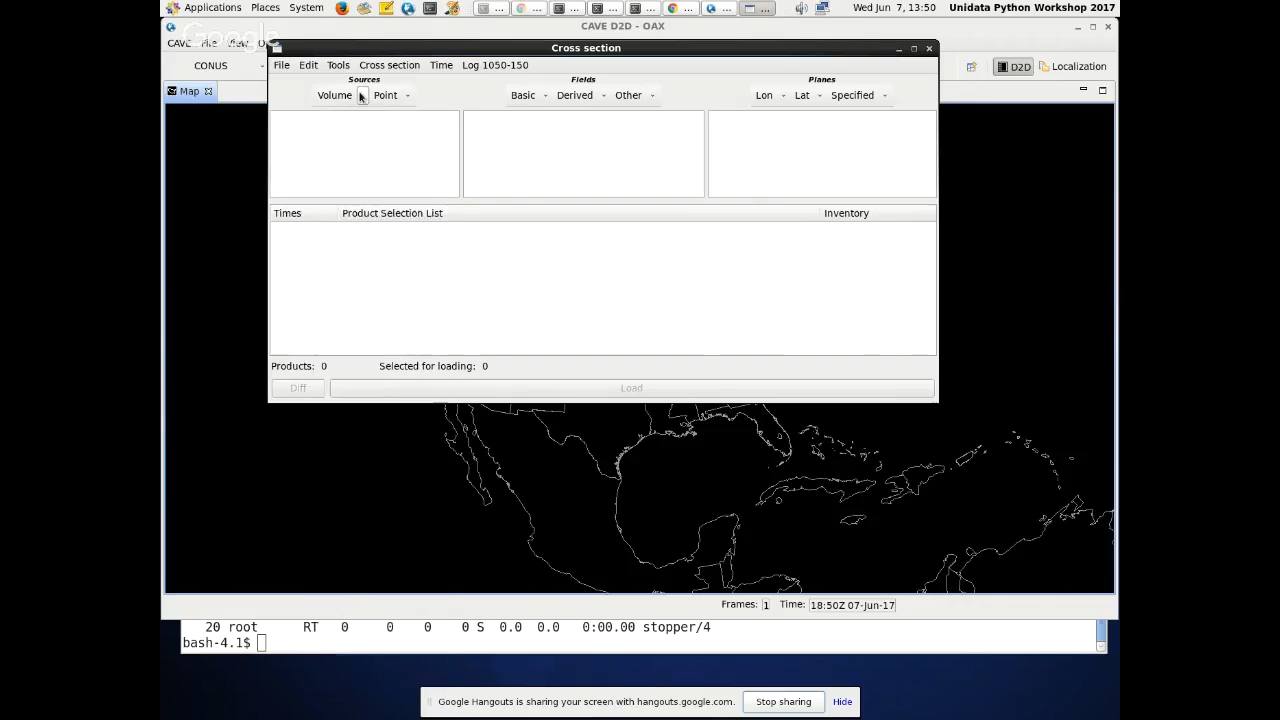 Applications Places System ... ... ... ... ... ... ... ... Wed Jun 7, 13:50 Unidata Python Workshop 2017
CAVE D2D - OAX
Google
CAVE File View
Cross section
CONUS
D2D Localization
File Edit Tools Cross section Time Log 1050-150
Map
Sources Fields Planes
Volume Point Basic Derived Other Lon Lat Specified
Times Product Selection List Inventory
Products: 0 Selected for loading: 0
Diff Load
Frames: 1 Time: 18:50Z 07-Jun-17
20 root RT 0 0 0 0 S 0.0 0.0 0:00.00 stopper/4
bash-4.1$
Google Hangouts is sharing your screen with hangouts.google.com. Stop sharing Hide